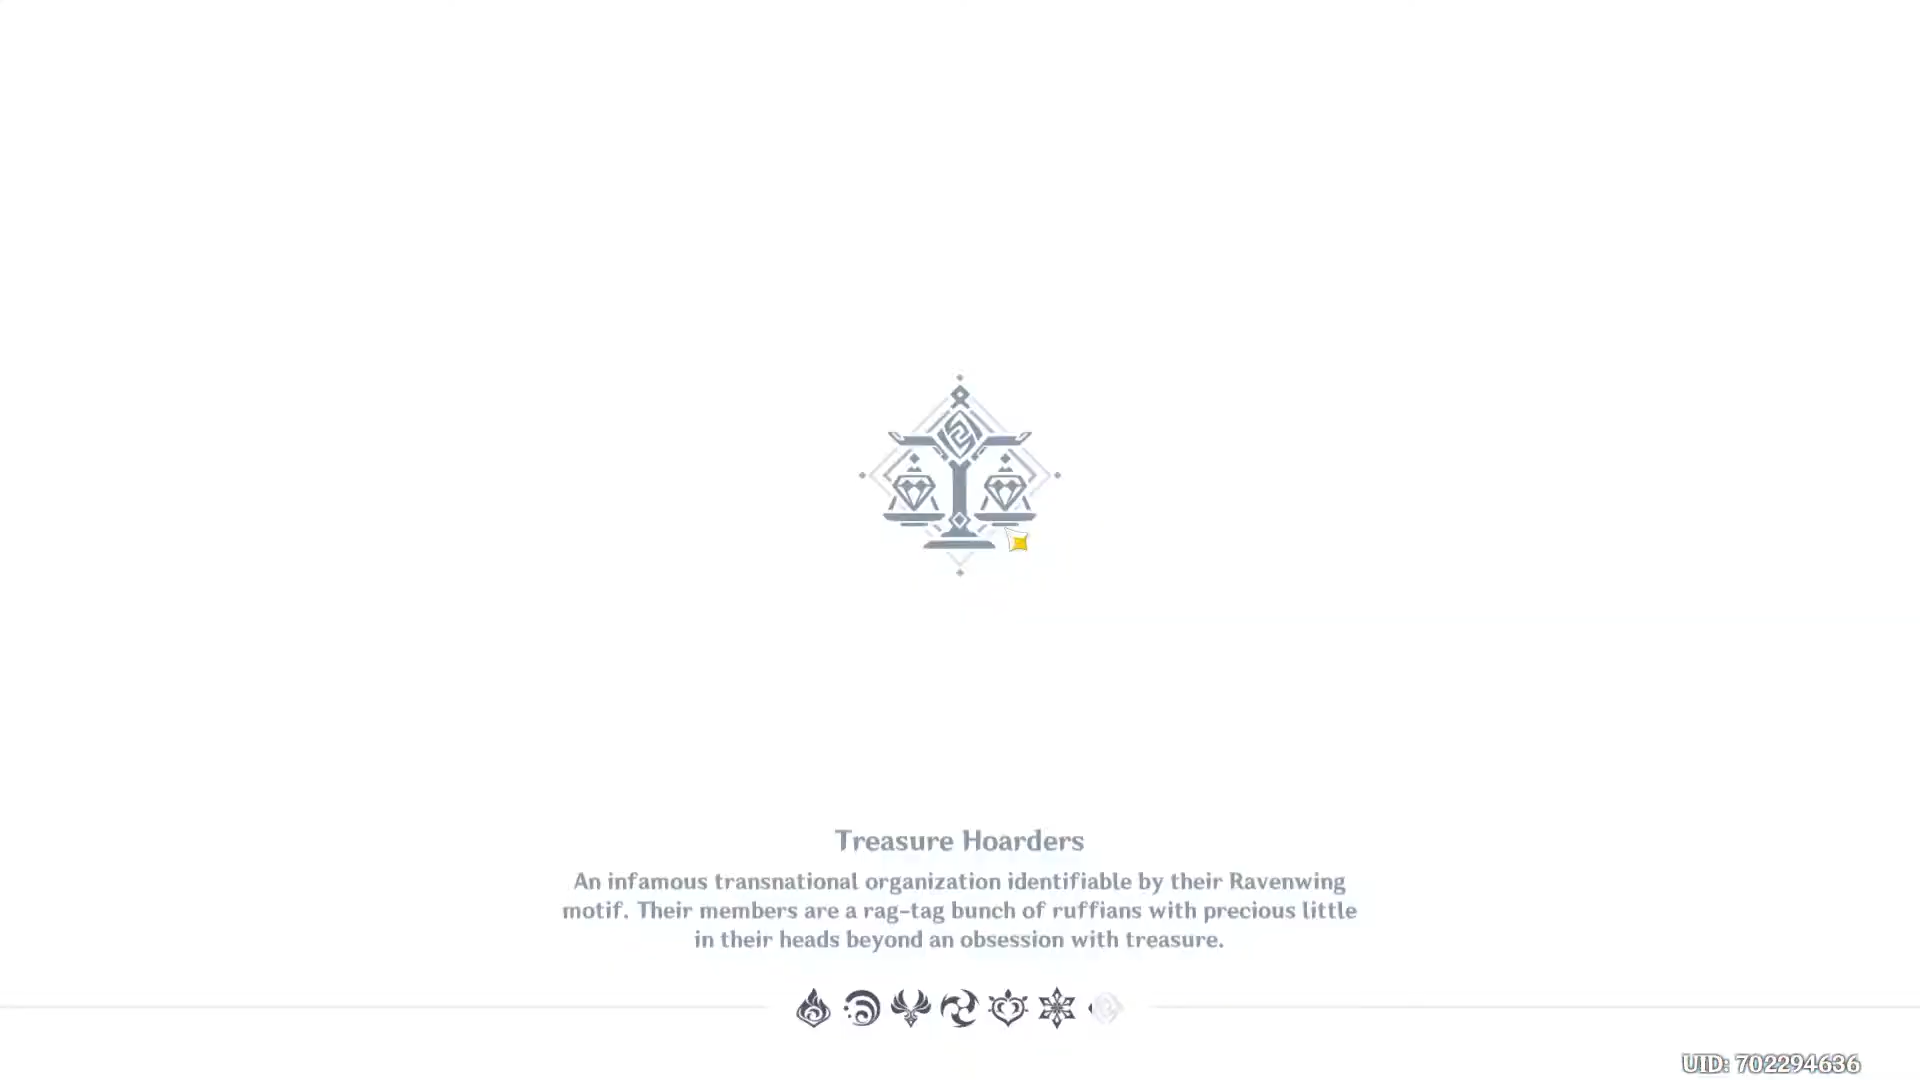 Treasure Hoarders
An infamous transnational organization identifiable by their Ravenwing
motif. Their members are a rag-tag bunch of ruffians with precious little
in their heads beyond an obsession with treasure.
UID: 702294636